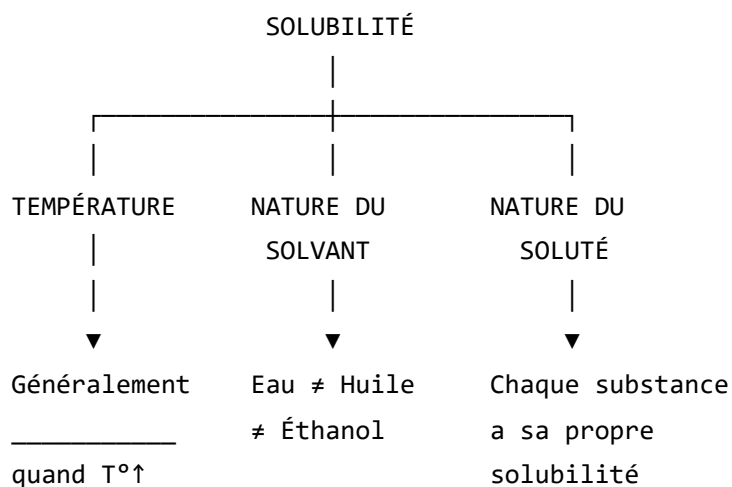 SOLUBILITÉ
TEMPÉRATURE NATURE DU NATURE DU
SOLVANT SOLUTÉ
Généralement Eau ≠ Huile Chaque substance
___________ ≠ Éthanol a sa propre
quand T°↑ solubilité